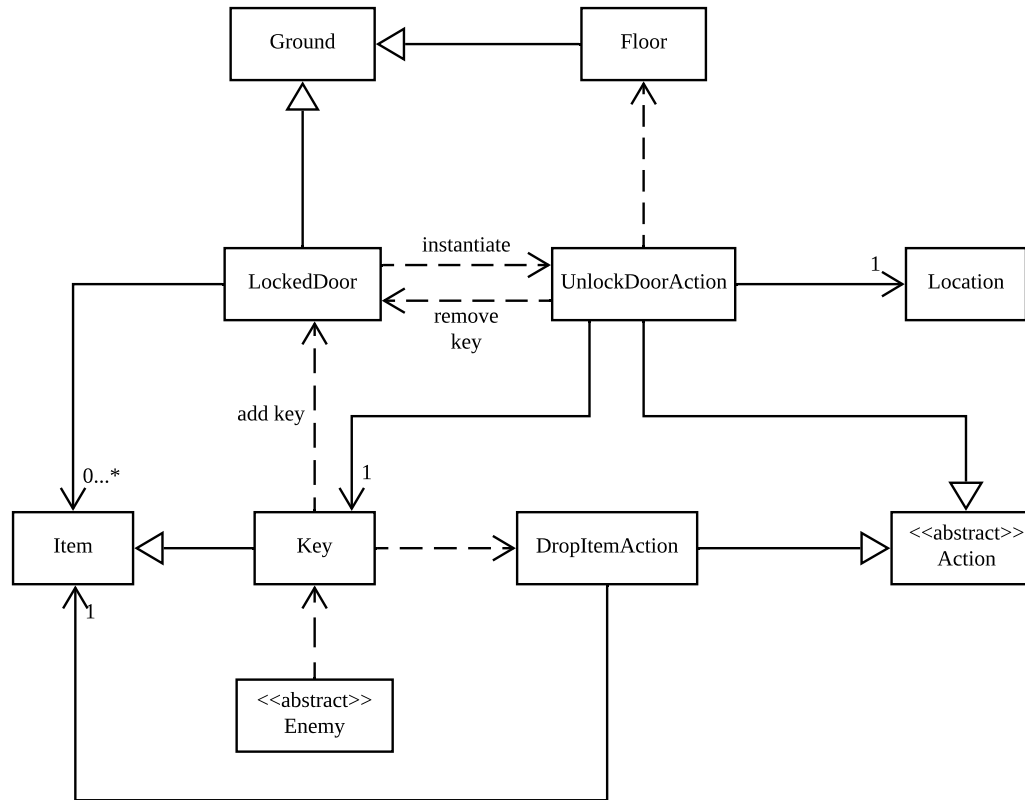 Ground
Floor
instantiate
LockedDoor
UnlockDoorAction
1
Location
remove
key
add key
0...*
1
Item
Key
DropItemAction
<<abstract>>
Action
1
<<abstract>>
Enemy